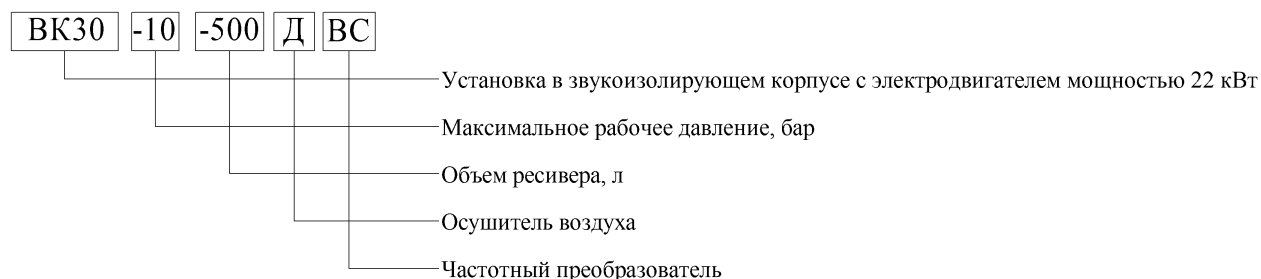 ВК30 -10 -500 Д ВС
Установка в звукоизолирующем корпусе с электродвигателем мощностью 22 кВт
Максимальное рабочее давление, бар
Объем ресивера, л
Осушитель воздуха
Частотный преобразователь